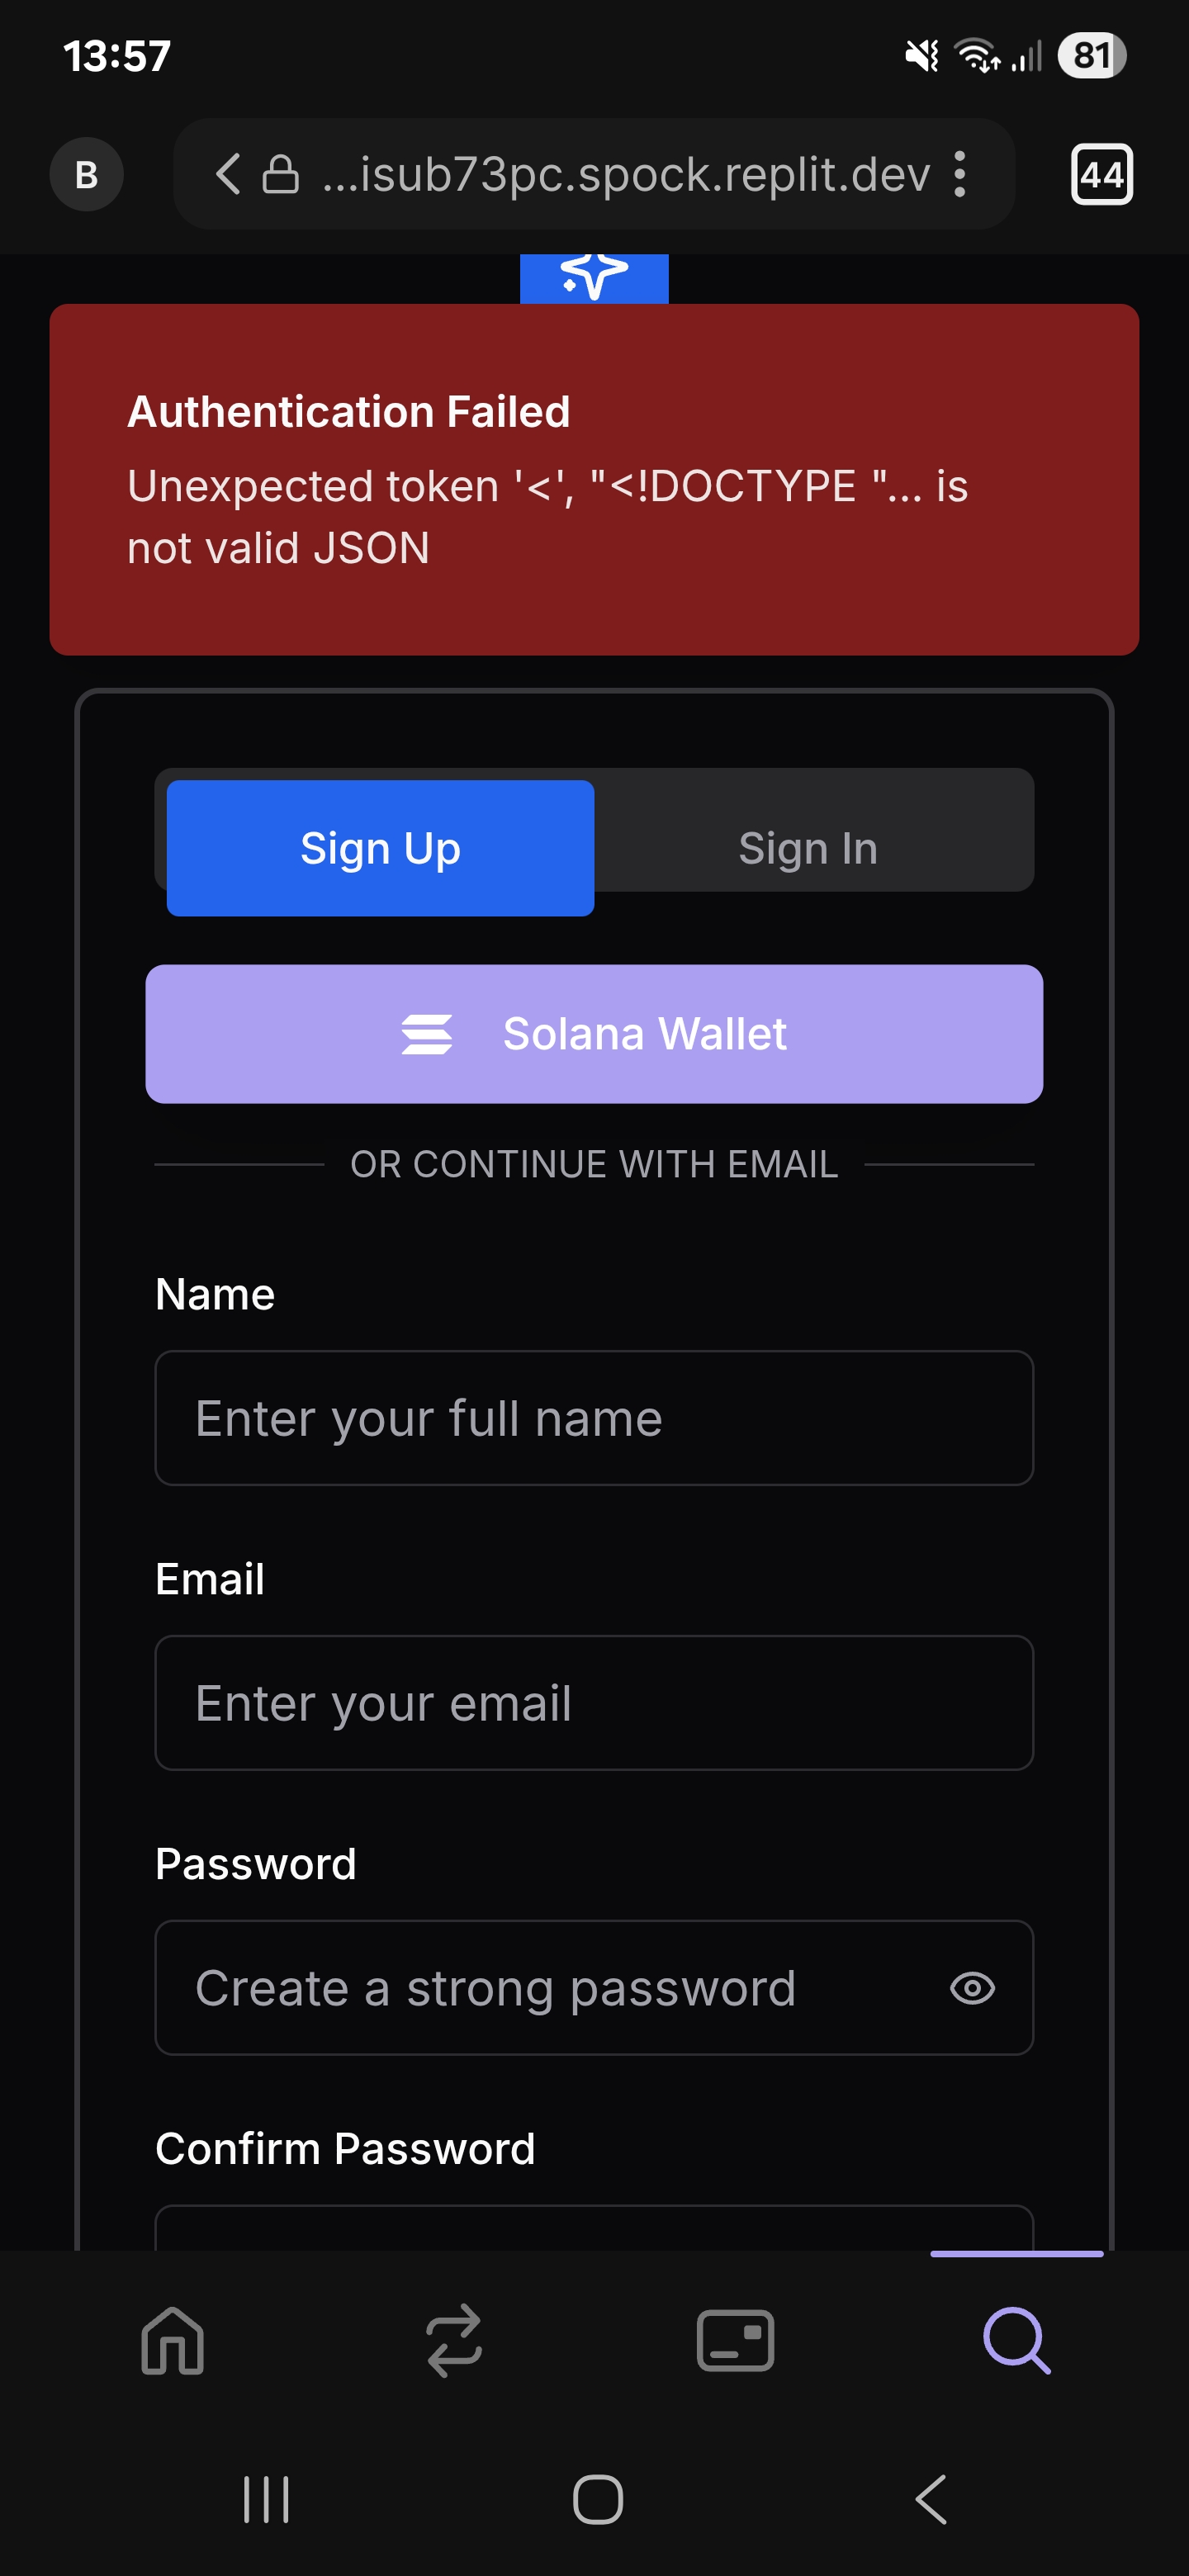 13:57
81
B
...isub73pc.spock.replit.dev
44
Authentication Failed
Unexpected token '<', "<!DOCTYPE "... is
not valid JSON
Sign Up
Sign In
Solana Wallet
OR CONTINUE WITH EMAIL
Name
Enter your full name
Email
Enter your email
Password
Create a strong password
Confirm Password